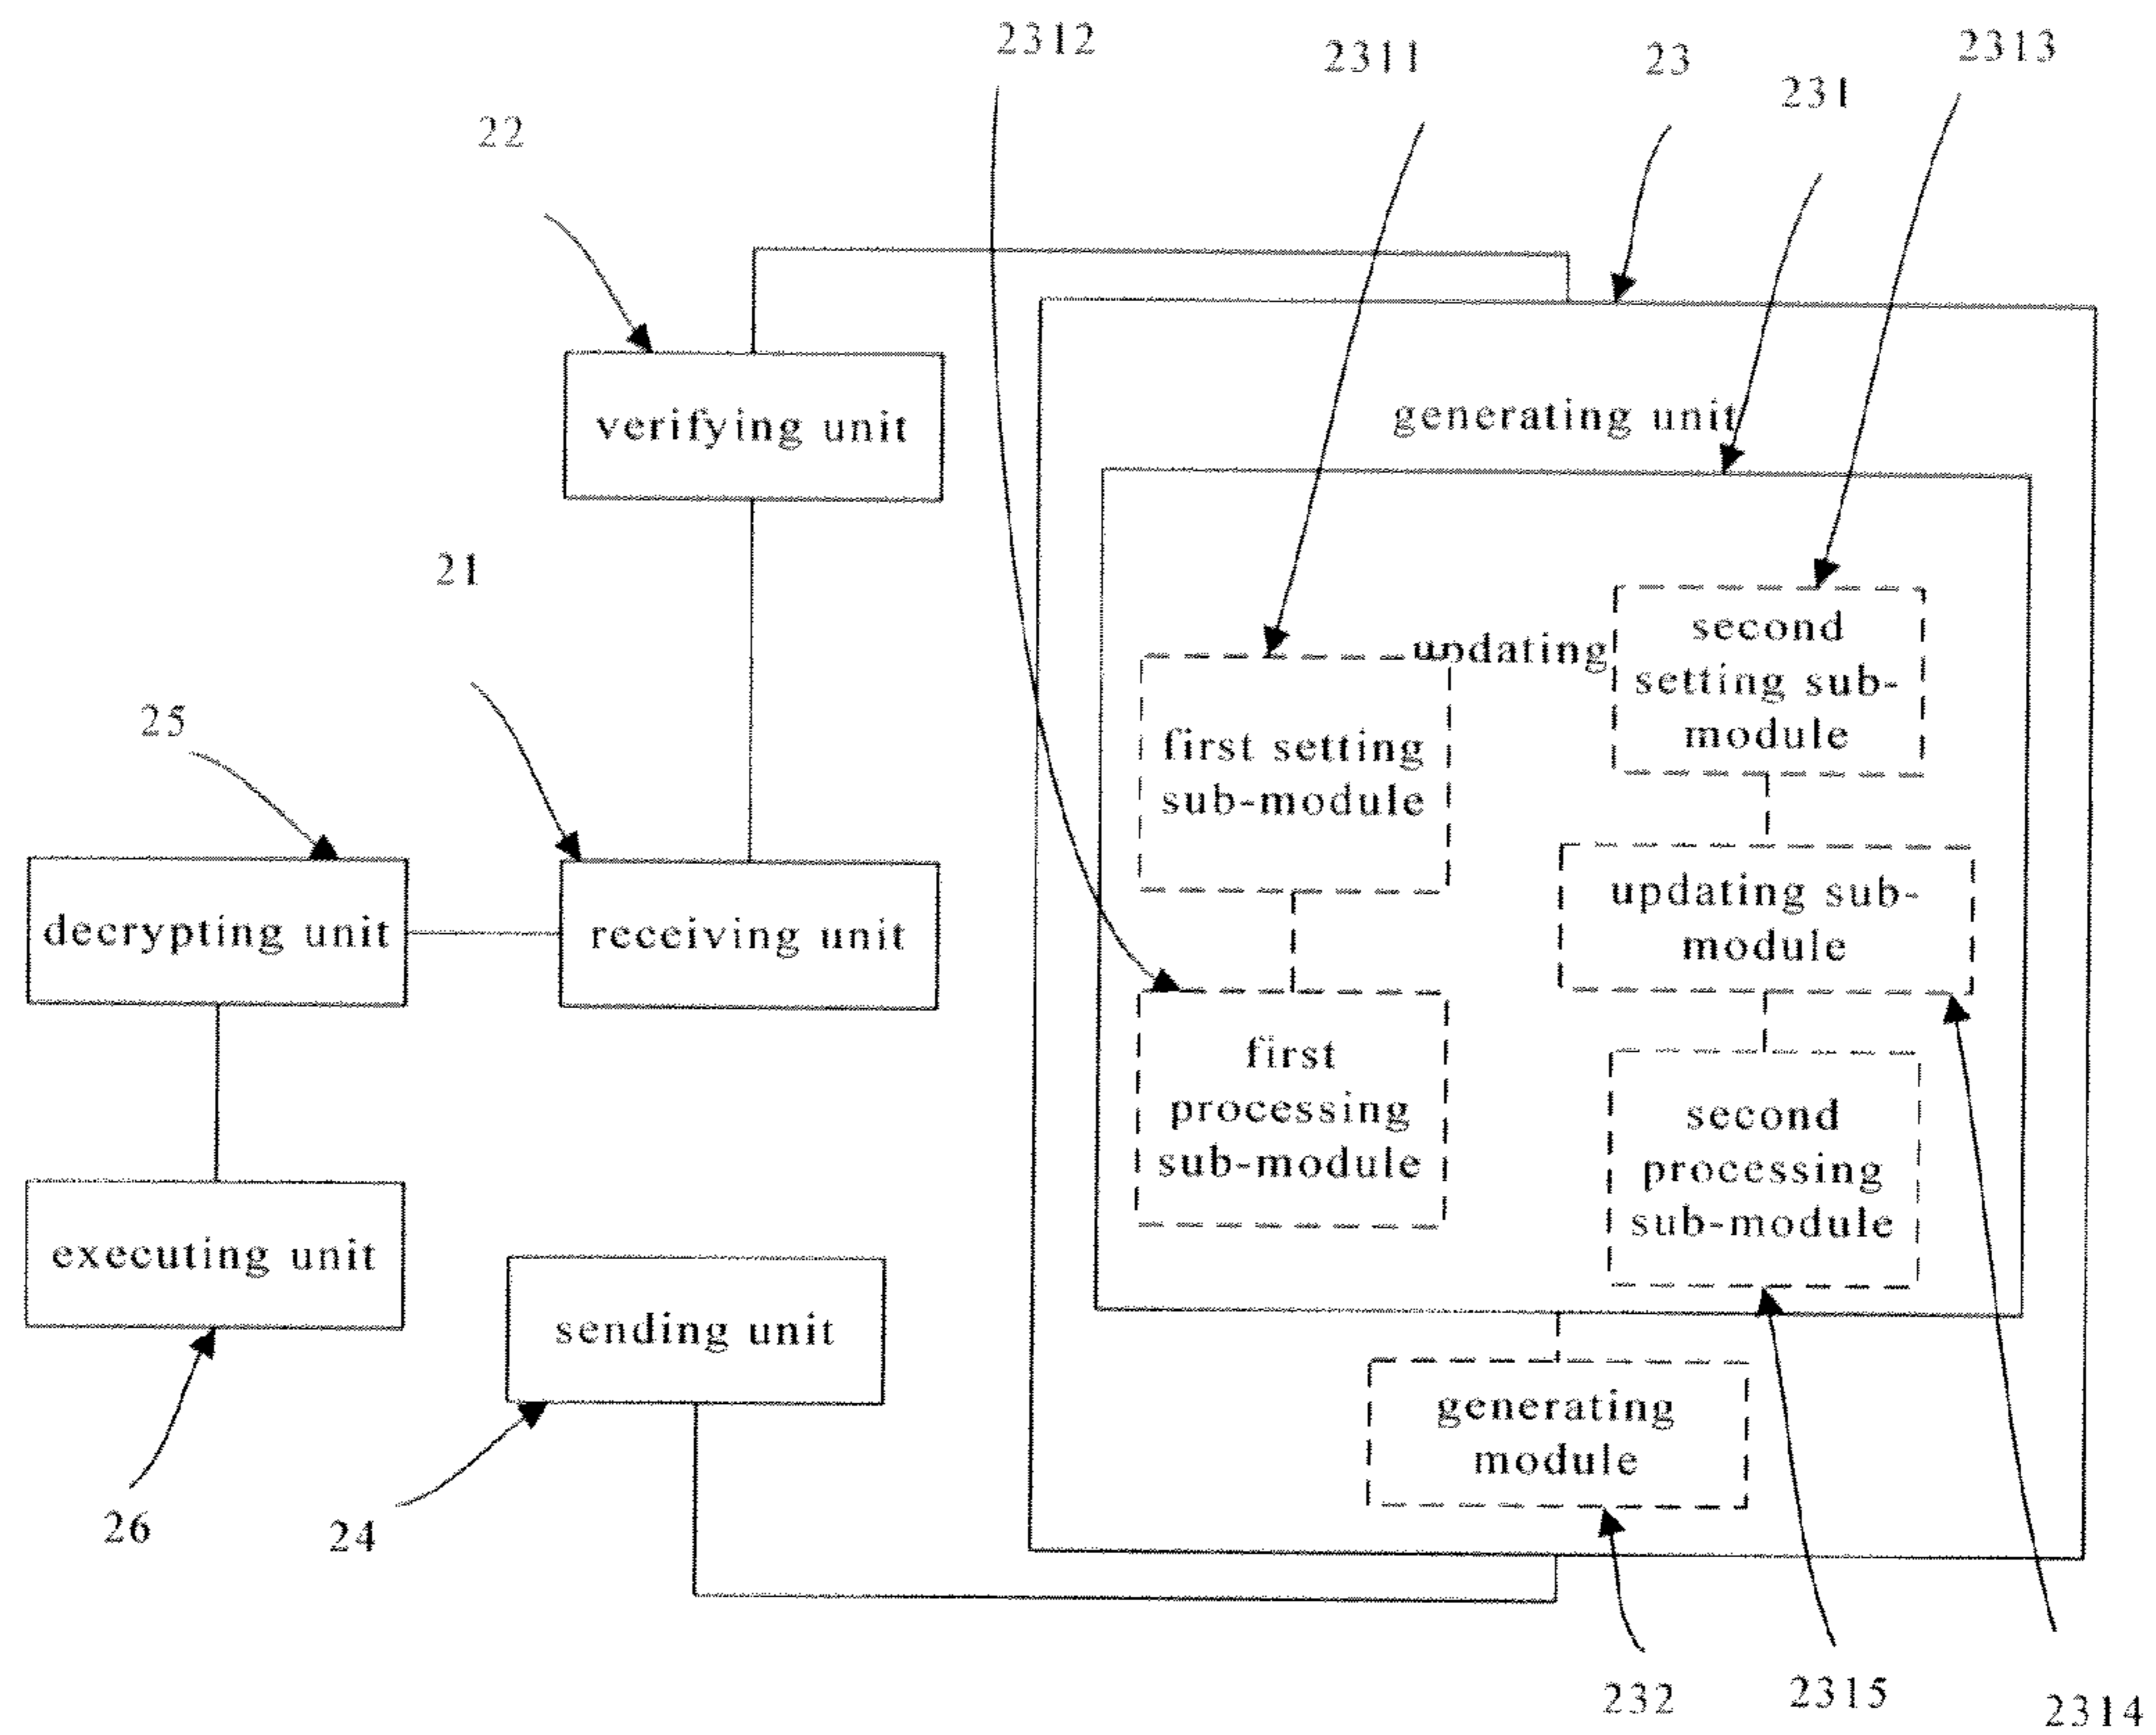 2312
2311
23
2313
231
22
verifying unit
generating unit
21
updating
second
setting sub-
module
first setting
sub-module
25
decrypting unit
receiving unit
updating sub-
module
first
processing
sub-module
second
processing
sub-module
executing unit
sending unit
generating
module
26
24
232
2315
2314